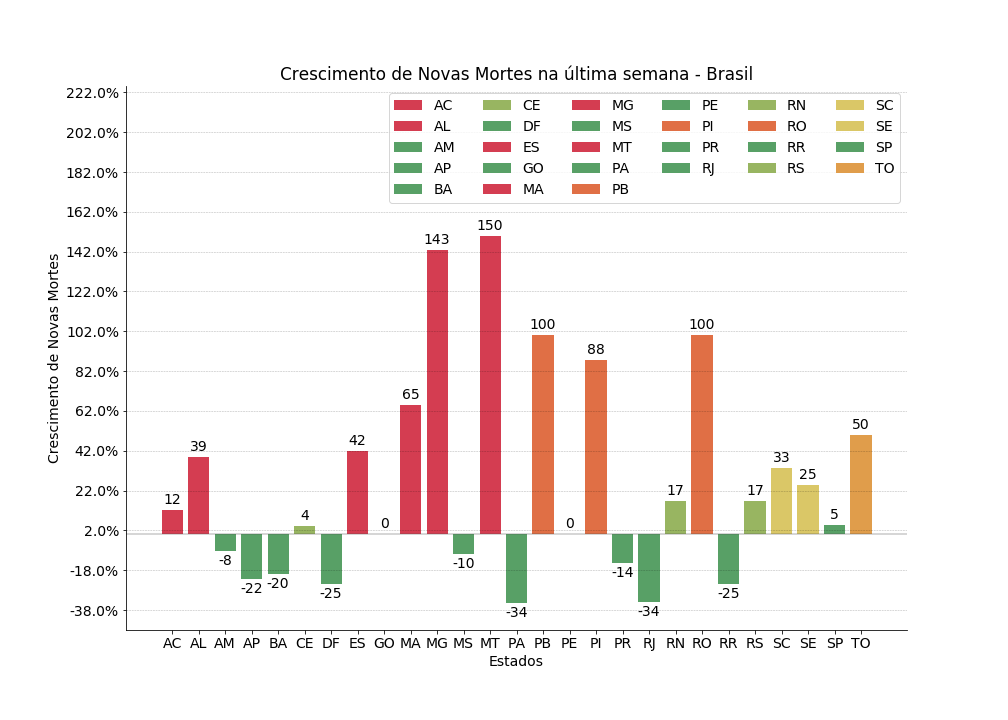 Crescimento de Novas Mortes na última semana - Brasil
222.0%
202.0%
182.0%
162.0%
142.0%
122.0%
102.0%
82.0%
62.0%
42.0%
22.0%
2.0%
-18.0%
-38.0%
Crescimento de Novas Mortes
AC CE MG PE RN SC
AL DF MS PI RO SE
AM ES MT PR RR SP
AP GO PA RJ RS TO
BA MA PB
12 39 -8 -22 -20 4 -25 42 0 65 143 -10 150 -34 100 0 88 -14 -34 17 100 -25 17 33 25 5 50
AC AL AM AP BA CE DF ES GO MA MG MS MT PA PB PE PI PR RJ RN RO RR RS SC SE SP TO
Estados